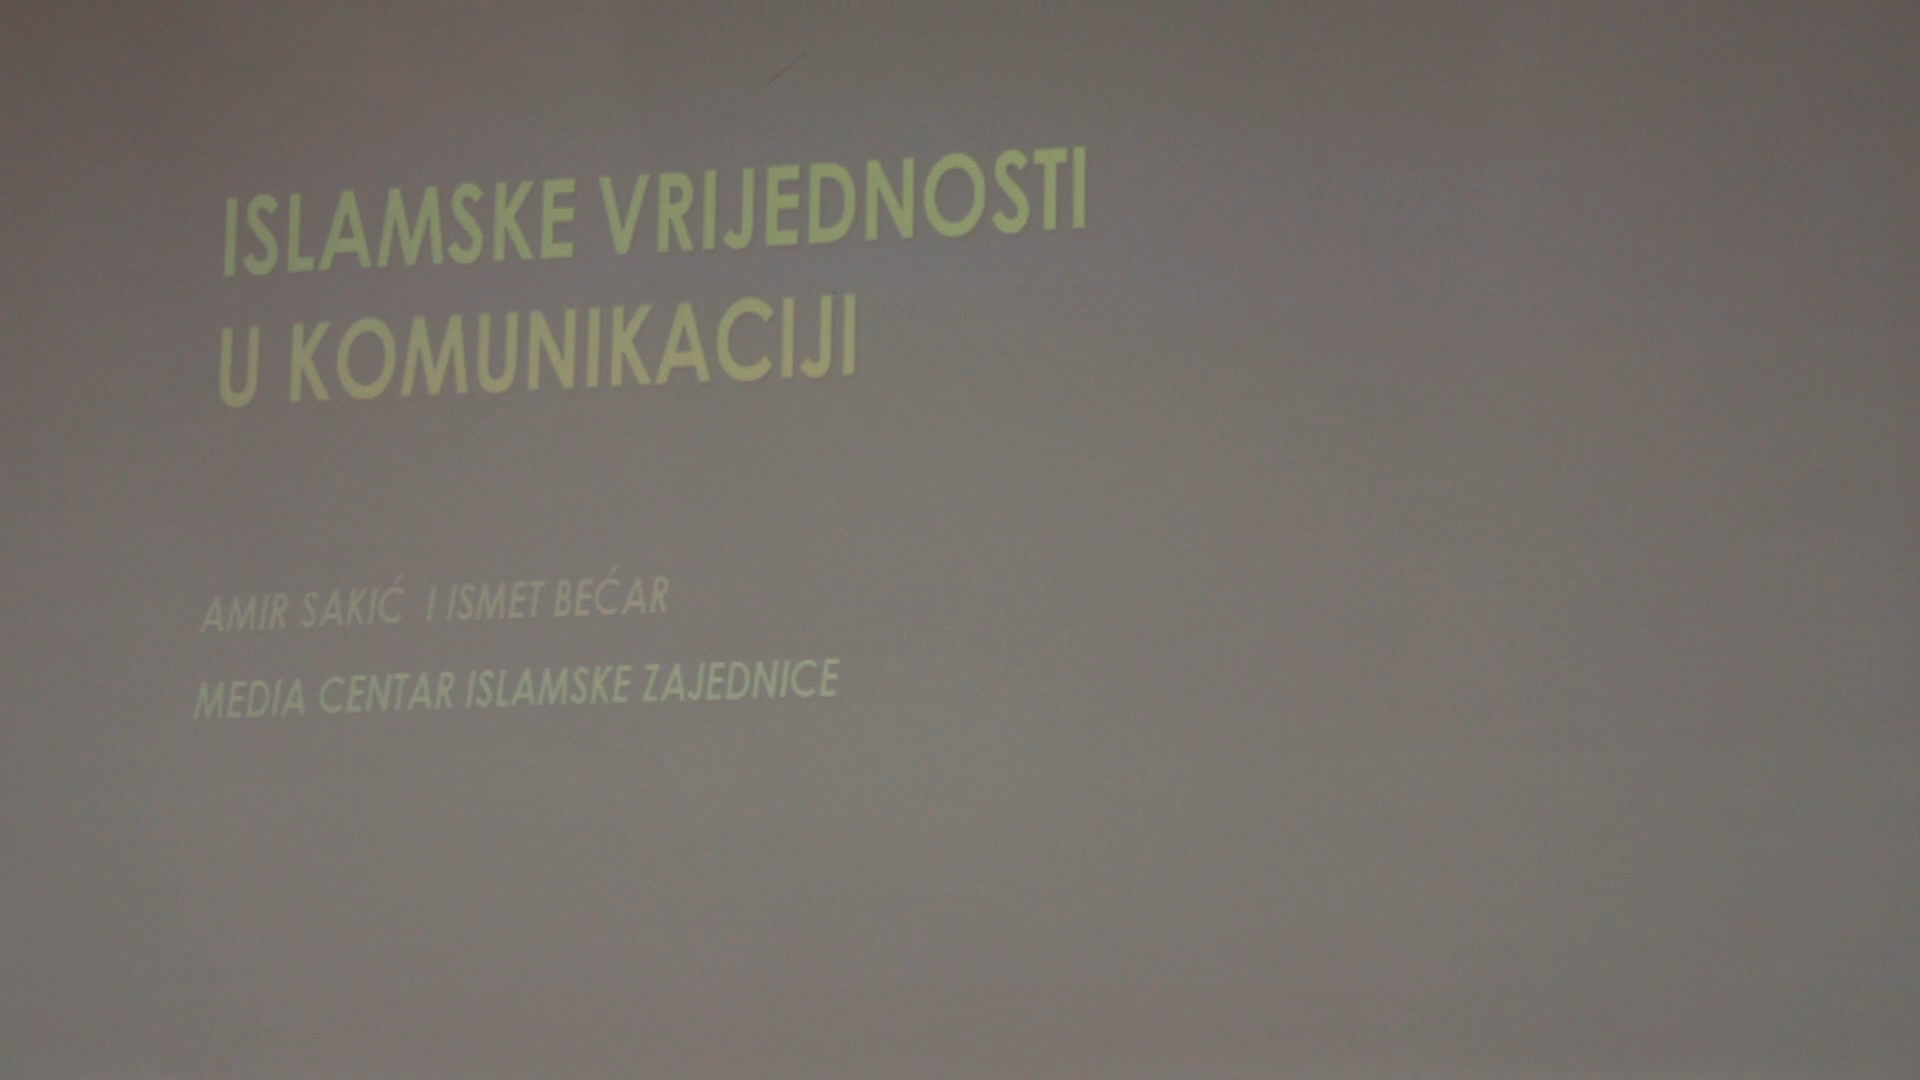 ISLAMSKE VRIJEDNOSTI
U KOMUNIKACIJI
AMIR SAKIĆ I ISMET BEĆAR
MEDIA CENTAR ISLAMSKE ZAJEDNICE